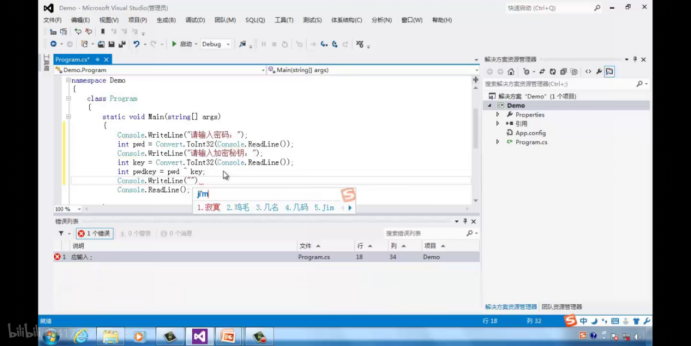 Demo - Microsoft Visual Studio(管理员)
快速启动 (Ctrl+Q)
文件(F) 编辑(E) 视图(V) 项目(P) 生成(B) 调试(D) 团队(M) SQL(Q) 工具(T) 测试(S) 体系结构(C) 分析(N) 窗口(W) 帮助(H)
启动 Debug
Program.cs*
Demo.Program
Main(string[] args)
namespace Demo
{
class Program
{
static void Main(string[] args)
{
Console.WriteLine("请输入密码：");
int pwd = Convert.ToInt32(Console.ReadLine());
Console.WriteLine("请输入加密秘钥：");
int key = Convert.ToInt32(Console.ReadLine());
int pwdkey = pwd ^ key;
Console.WriteLine("")
Console.ReadLine();
ji'm
1.寂寞 2.鸡毛 3.几名 4.几码 5.Jim
100 %
错误列表
1 个错误 0 个警告 0 个消息
搜索错误列表
说明 文件 行 列 项目
1 应输入 ; Program.cs 18 34 Demo
解决方案资源管理器
搜索解决方案资源管理器(Ctrl+;)
解决方案 "Demo" (1 个项目)
Demo
Properties
引用
App.config
Program.cs
解决方案资源管理器 团队资源管理器
就绪
行 18 列 32
中
bilibili